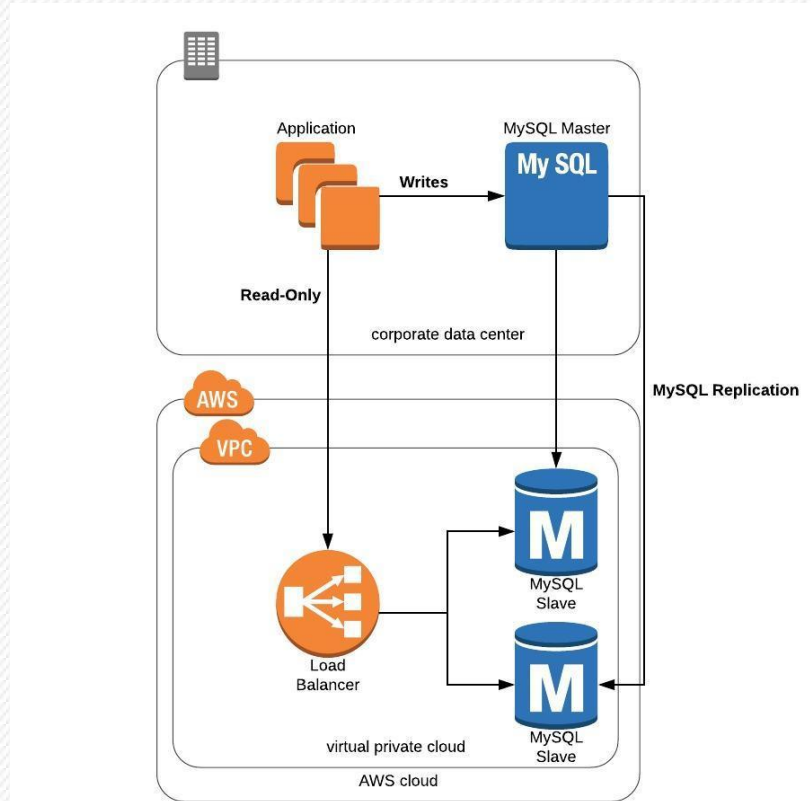 Application
MySQL Master
My SQL
Writes
Read-Only
corporate data center
AWS
MySQL Replication
VPC
M
MySQL
Slave
Load
Balancer
M
MySQL
Slave
virtual private cloud
AWS cloud